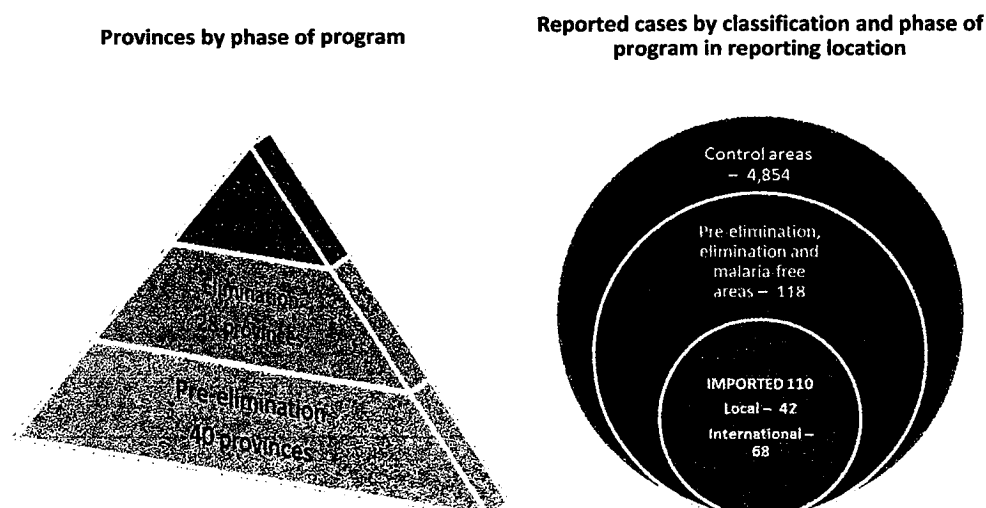 Provinces by phase of program
Reported cases by classification and phase of
program in reporting location
Elimination-
28 provinces
Pre-elimination-
40 provinces
Control areas
– 4,854
Pre-elimination,
elimination and
malaria-free
areas – 118
IMPORTED 110
Local – 42
International –
68